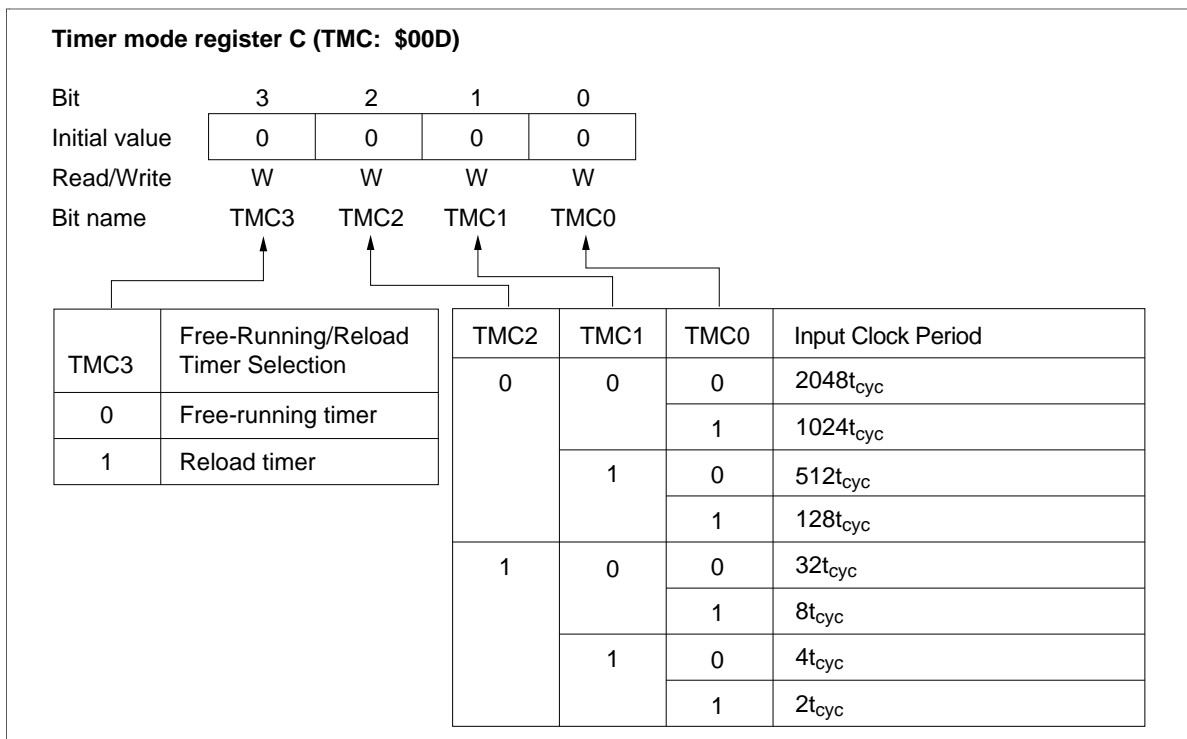 Timer mode register C (TMC: $00D)
Bit 3 2 1 0
Initial value 0 0 0 0
Read/Write W W W W
Bit name TMC3 TMC2 TMC1 TMC0
TMC3 Free-Running/Reload Timer Selection
0 Free-running timer
1 Reload timer
TMC2 TMC1 TMC0 Input Clock Period
0 0 0 2048tcyc
1 1024tcyc
1 0 512tcyc
1 128tcyc
1 0 0 32tcyc
1 8tcyc
1 0 4tcyc
1 2tcyc